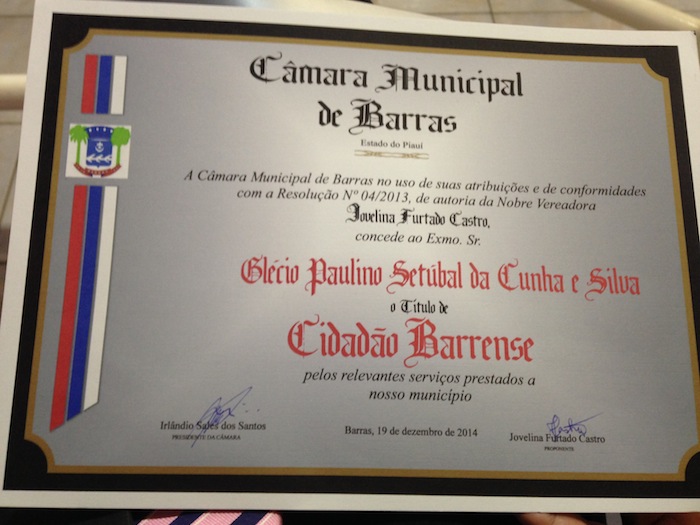 Câmara Municipal
de Barras
Estado do Piauí
A Câmara Municipal de Barras no uso de suas atribuições e de conformidades
com a Resolução Nº 04/2013, de autoria da Nobre Vereadora
Jovelina Furtado Castro,
concede ao Exmo. Sr.
Glécio Paulino Setúbal da Cunha e Silva
o Título de
Cidadão Barrense
pelos relevantes serviços prestados a
nosso município
Irlândio Sales dos Santos
PRESIDENTE DA CÂMARA
Barras, 19 de dezembro de 2014
Jovelina Furtado Castro
PROPONENTE